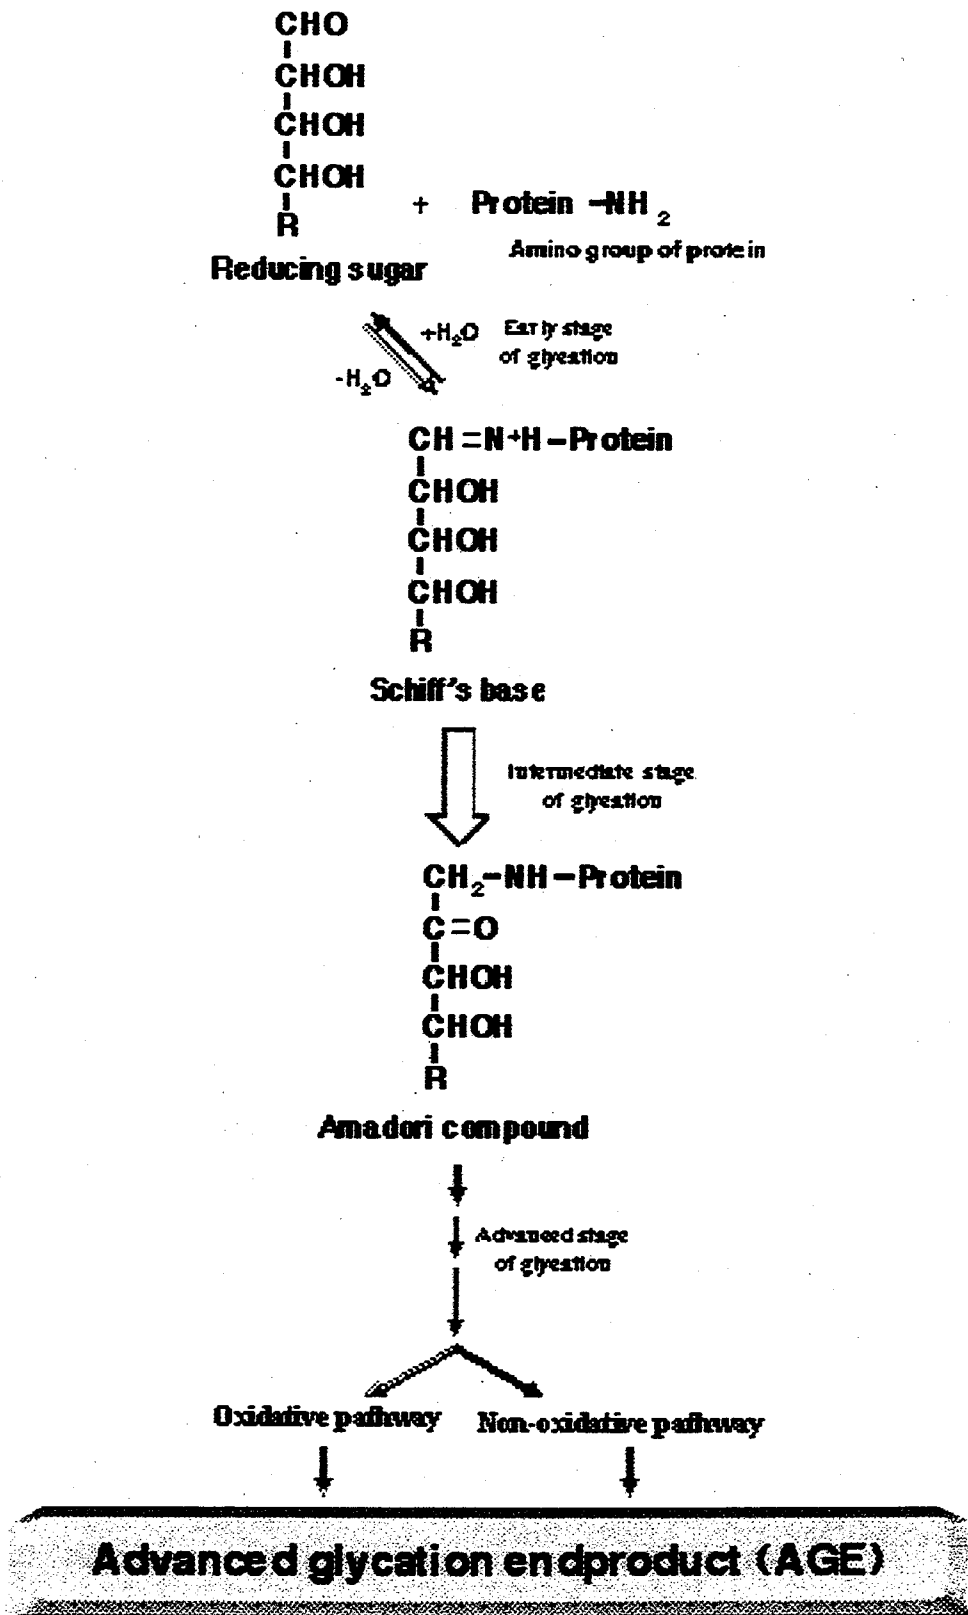 CHO
CHOH
CHOH
CHOH
R
+ Protein –NH2
Amino group of protein
Reducing sugar
+H2O
Early stage
of glycation
-H2O
CH=N+H–Protein
CHOH
CHOH
CHOH
R
Schiff's base
Intermediate stage
of glycation
CH2–NH–Protein
C=O
CHOH
CHOH
R
Amadori compound
Advanced stage
of glycation
Oxidative pathway
Non-oxidative pathway
Advanced glycation endproduct (AGE)